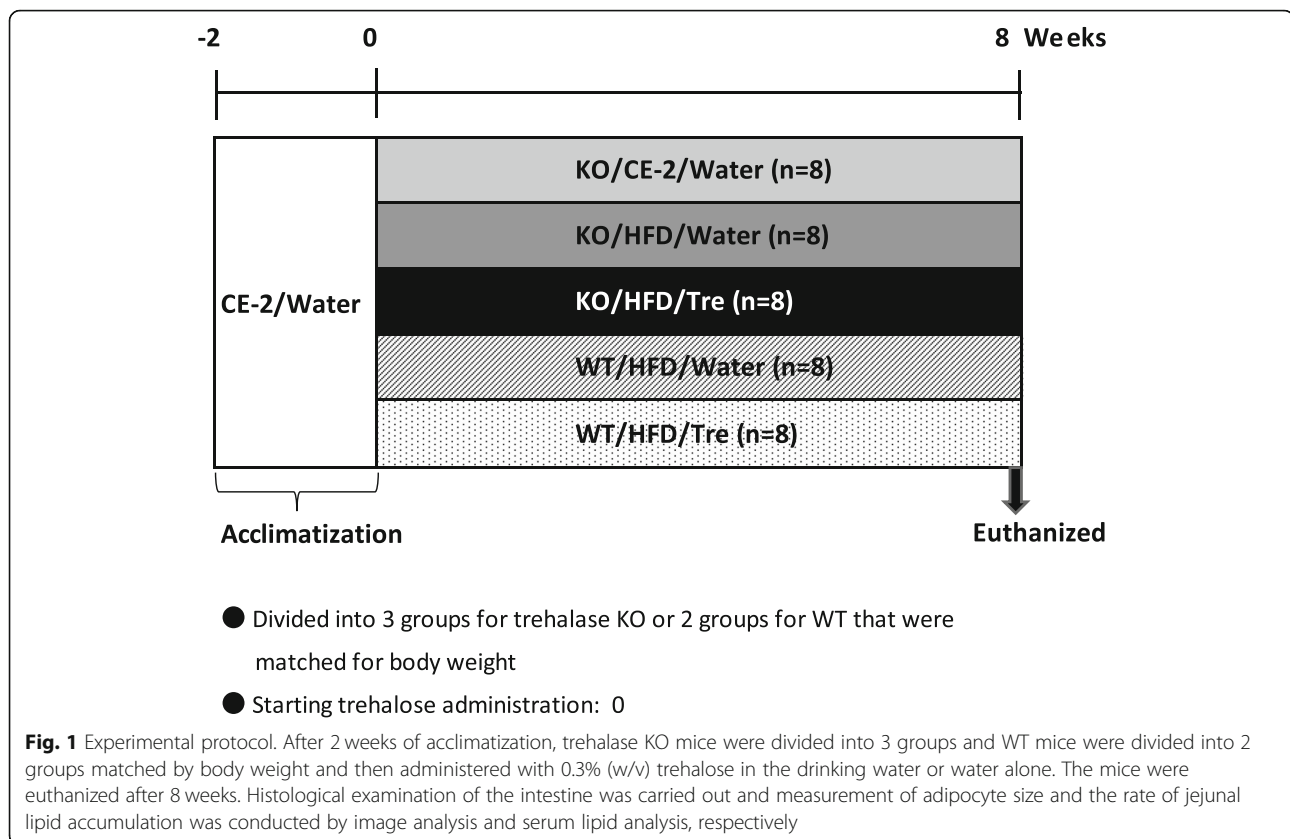 -2 0 8 Weeks
KO/CE-2/Water (n=8)
KO/HFD/Water (n=8)
CE-2/Water KO/HFD/Tre (n=8)
WT/HFD/Water (n=8)
WT/HFD/Tre (n=8)
Acclimatization Euthanized
● Divided into 3 groups for trehalase KO or 2 groups for WT that were
matched for body weight
● Starting trehalose administration: 0
Fig. 1 Experimental protocol. After 2 weeks of acclimatization, trehalase KO mice were divided into 3 groups and WT mice were divided into 2
groups matched by body weight and then administered with 0.3% (w/v) trehalose in the drinking water or water alone. The mice were
euthanized after 8 weeks. Histological examination of the intestine was carried out and measurement of adipocyte size and the rate of jejunal
lipid accumulation was conducted by image analysis and serum lipid analysis, respectively